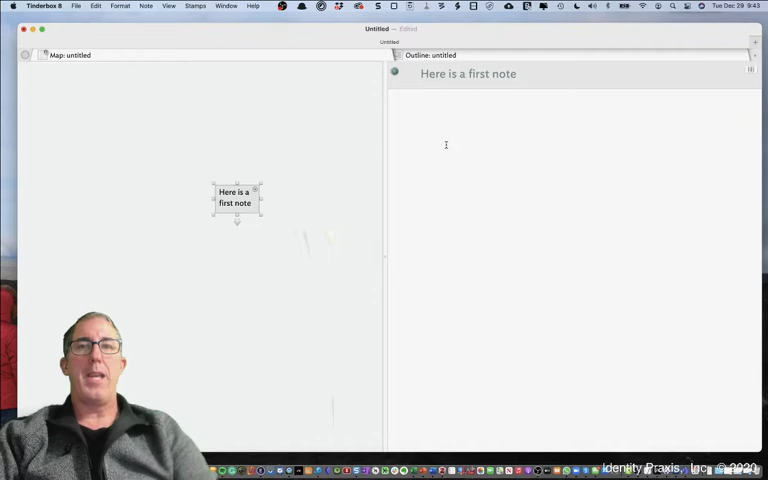 Tinderbox 8 File Edit Format Note View Stamps Window Help Tue Dec 29 9:43
Untitled — Edited
Untitled
Map: untitled
Outline: untitled
Here is a first note
Here is a
first note
Identity Praxis, Inc. © 2020